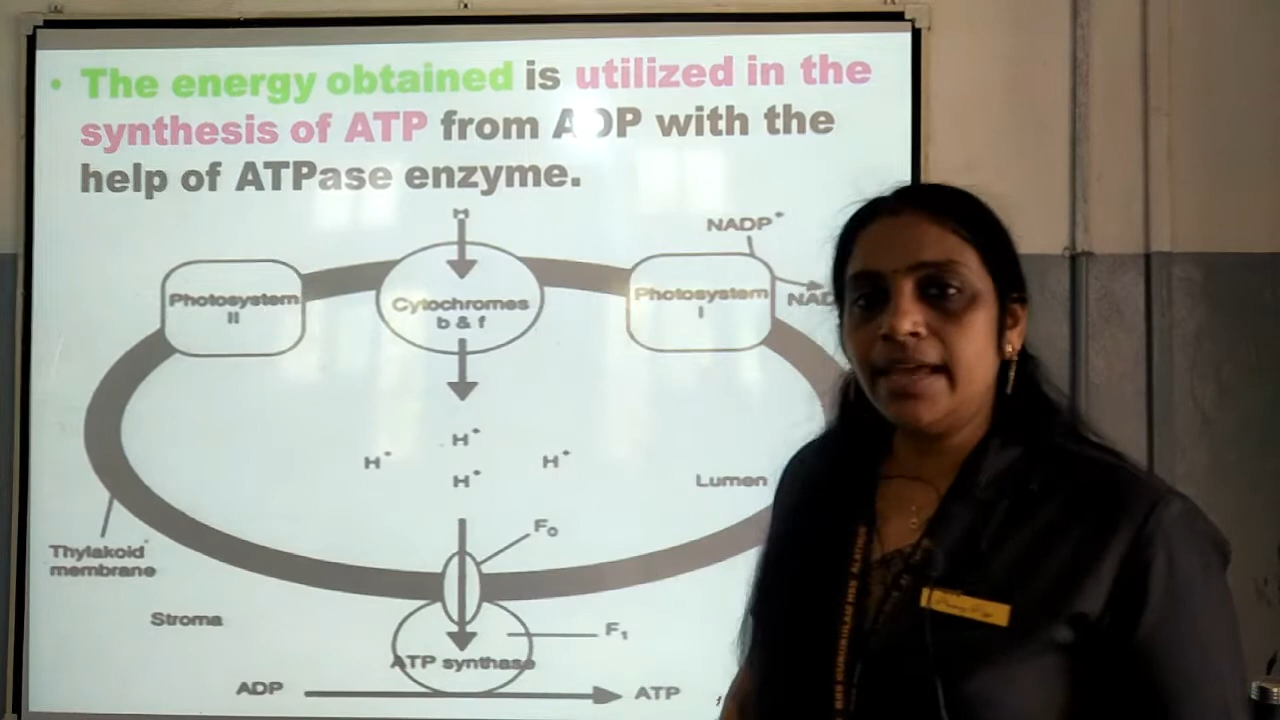 • The energy obtained is utilized in the
synthesis of ATP from ADP with the
help of ATPase enzyme.
H
NADP+
Photosystem
II
Cytochromes
b & f
Photosystem
I
NAD
H+
H+
H+
H+
Lumen
F0
Thylakoid
membrane
Stroma
F1
ATP synthase
ADP
ATP